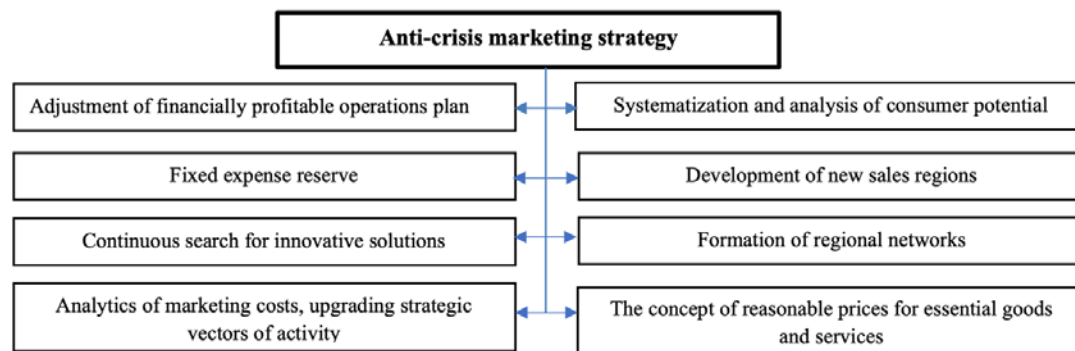 Anti-crisis marketing strategy
Adjustment of financially profitable operations plan
Systematization and analysis of consumer potential
Fixed expense reserve
Development of new sales regions
Continuous search for innovative solutions
Formation of regional networks
Analytics of marketing costs, upgrading strategic
vectors of activity
The concept of reasonable prices for essential goods
and services